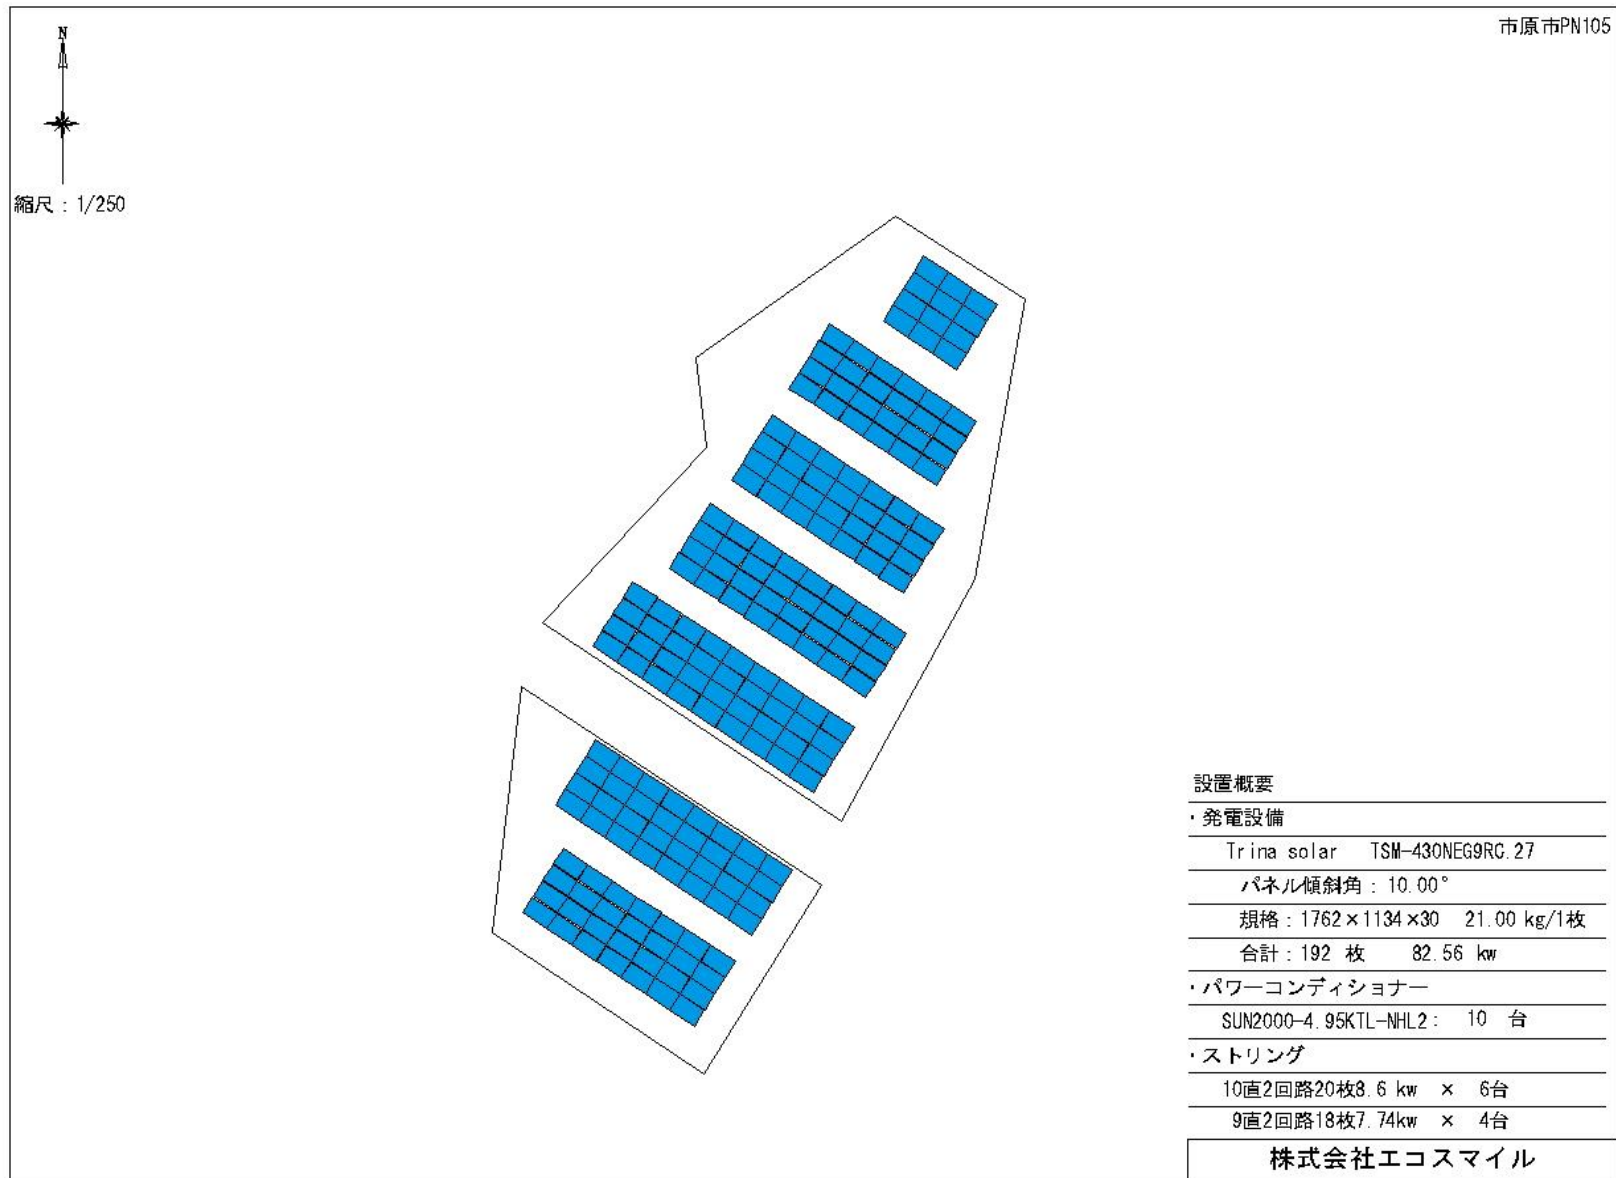 市原市PN105
N
縮尺：1/250
設置概要
・発電設備
Trina solar TSM-430NEG9RC.27
パネル傾斜角：10.00°
規格：1762×1134×30 21.00 kg/1枚
合計：192 枚 82.56 kw
・パワーコンディショナー
SUN2000-4.95KTL-NHL2： 10 台
・ストリング
10直2回路20枚8.6 kw × 6台
9直2回路18枚7.74kw × 4台
株式会社エコスマイル